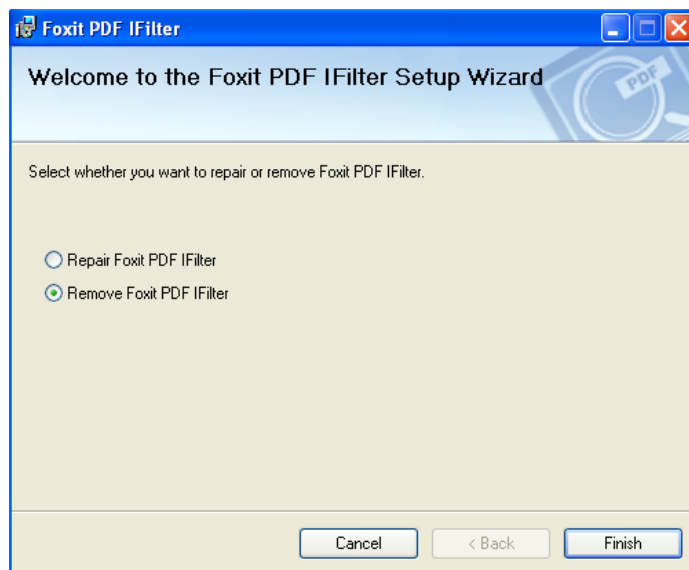 Foxit PDF IFilter
Welcome to the Foxit PDF IFilter Setup Wizard
PDF
Select whether you want to repair or remove Foxit PDF IFilter.
Repair Foxit PDF IFilter
Remove Foxit PDF IFilter
Cancel
< Back
Finish